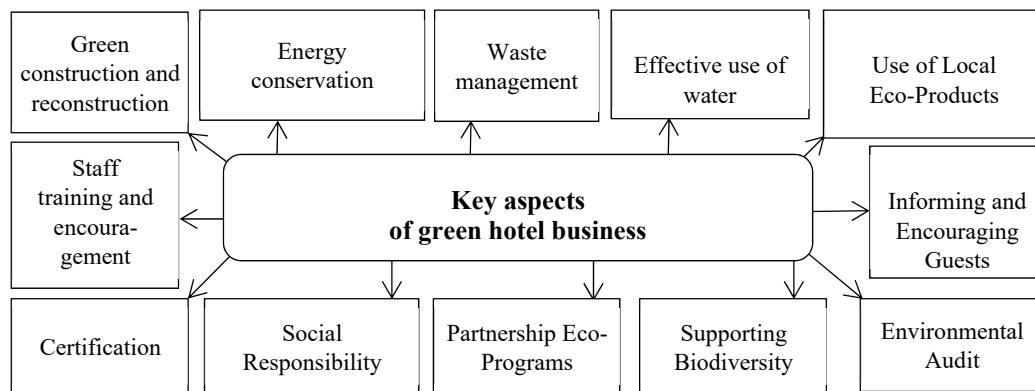 Green
construction and
reconstruction
Energy
conservation
Waste
management
Effective use of
water
Use of Local
Eco-Products
Staff
training and
encoura-
gement
Key aspects
of green hotel business
Informing and
Encouraging
Guests
Certification
Social
Responsibility
Partnership Eco-
Programs
Supporting
Biodiversity
Environmental
Audit